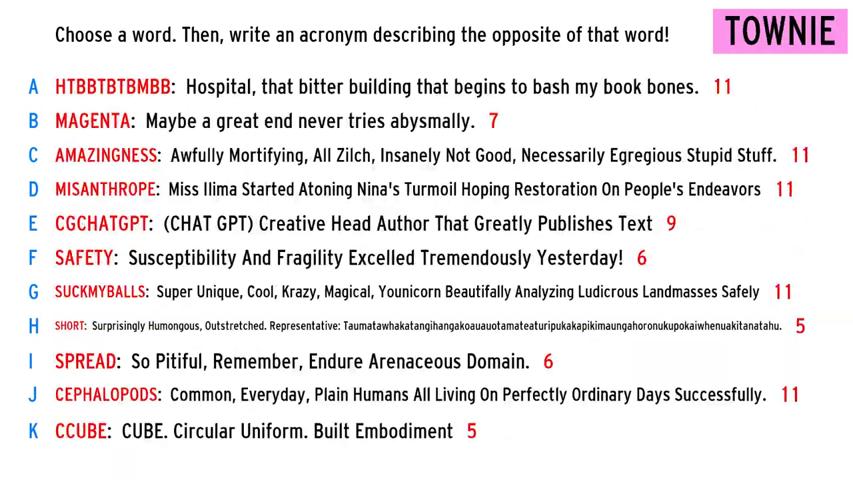 Choose a word. Then, write an acronym describing the opposite of that word!
TOWNIE
A HTBBTBTBMBB: Hospital, that bitter building that begins to bash my book bones. 11
B MAGENTA: Maybe a great end never tries abysmally. 7
C AMAZINGNESS: Awfully Mortifying, All Zilch, Insanely Not Good, Necessarily Egregious Stupid Stuff. 11
D MISANTHROPE: Miss Ilima Started Atoning Nina's Turmoil Hoping Restoration On People's Endeavors 11
E CGCHATGPT: (CHAT GPT) Creative Head Author That Greatly Publishes Text 9
F SAFETY: Susceptibility And Fragility Excelled Tremendously Yesterday! 6
G SUCKMYBALLS: Super Unique, Cool, Krazy, Magical, Younicorn Beautifally Analyzing Ludicrous Landmasses Safely 11
H SHORT: Surprisingly Humongous, Outstretched. Representative: Taumatawhakatangihangakoauauotamateaturipukakapikimaungahoronukupokaiwhenuakitanatahu. 5
I SPREAD: So Pitiful, Remember, Endure Arenaceous Domain. 6
J CEPHALOPODS: Common, Everyday, Plain Humans All Living On Perfectly Ordinary Days Successfully. 11
K CCUBE: CUBE. Circular Uniform. Built Embodiment 5